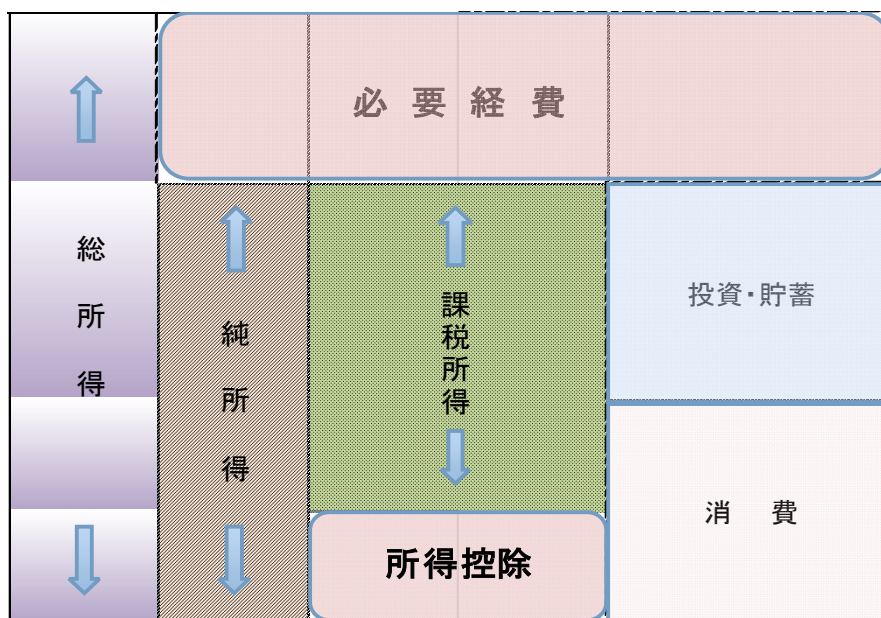 必要経費
総所得
純所得
課税所得
投資・貯蓄
消費
所得控除